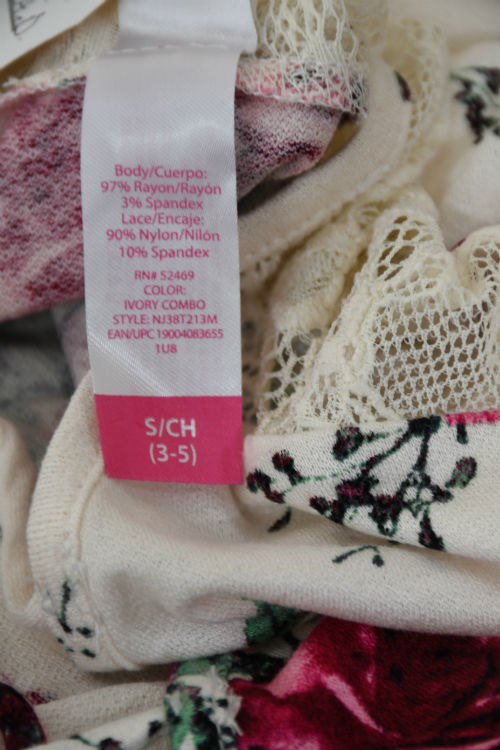 Body/Cuerpo:
97% Rayon/Rayón
3% Spandex
Lace/Encaje:
90% Nylon/Nilón
10% Spandex
RN# 52469
COLOR:
IVORY COMBO
STYLE: NJ38T213M
EAN/UPC 19004083655
1U8
S/CH
(3-5)